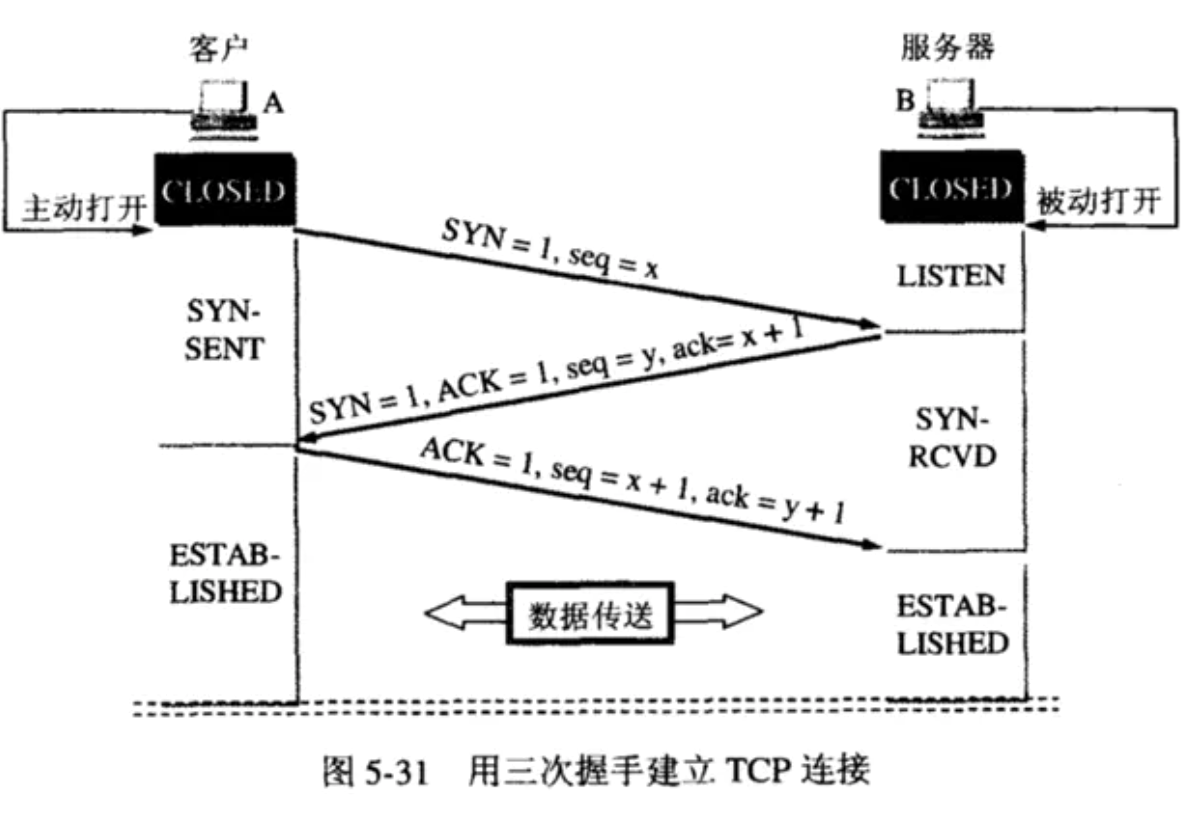 客户
服务器
A
B
CLOSED
CLOSED
主动打开
被动打开
SYN = 1, seq = x
LISTEN
SYN-
SENT
SYN = 1, ACK = 1, seq = y, ack= x + 1
SYN-
RCVD
ACK = 1, seq = x + 1, ack = y + 1
ESTAB-
LISHED
数据传送
ESTAB-
LISHED
图 5-31 用三次握手建立 TCP 连接